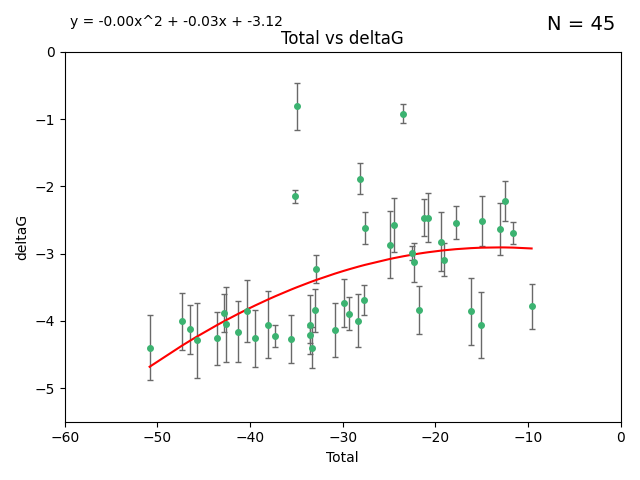 y = -0.00x^2 + -0.03x + -3.12
N = 45
Total vs deltaG
0
−1
−2
−3
−4
−5
deltaG
−60 −50 −40 −30 −20 −10 0
Total